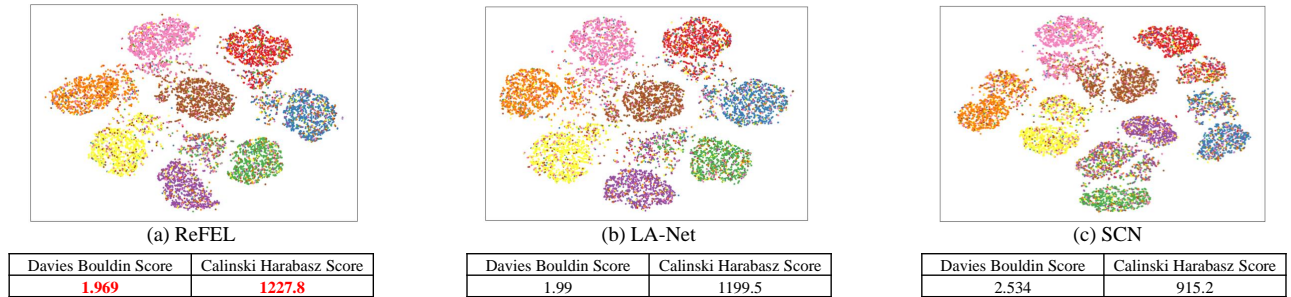 (a) ReFEL
(b) LA-Net
(c) SCN
Davies Bouldin Score Calinski Harabasz Score
1.969 1227.8
Davies Bouldin Score Calinski Harabasz Score
1.99 1199.5
Davies Bouldin Score Calinski Harabasz Score
2.534 915.2